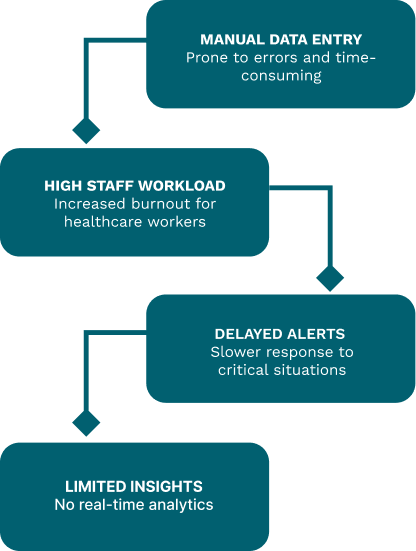 MANUAL DATA ENTRY
Prone to errors and time-
consuming
HIGH STAFF WORKLOAD
Increased burnout for
healthcare workers
DELAYED ALERTS
Slower response to
critical situations
LIMITED INSIGHTS
No real-time analytics